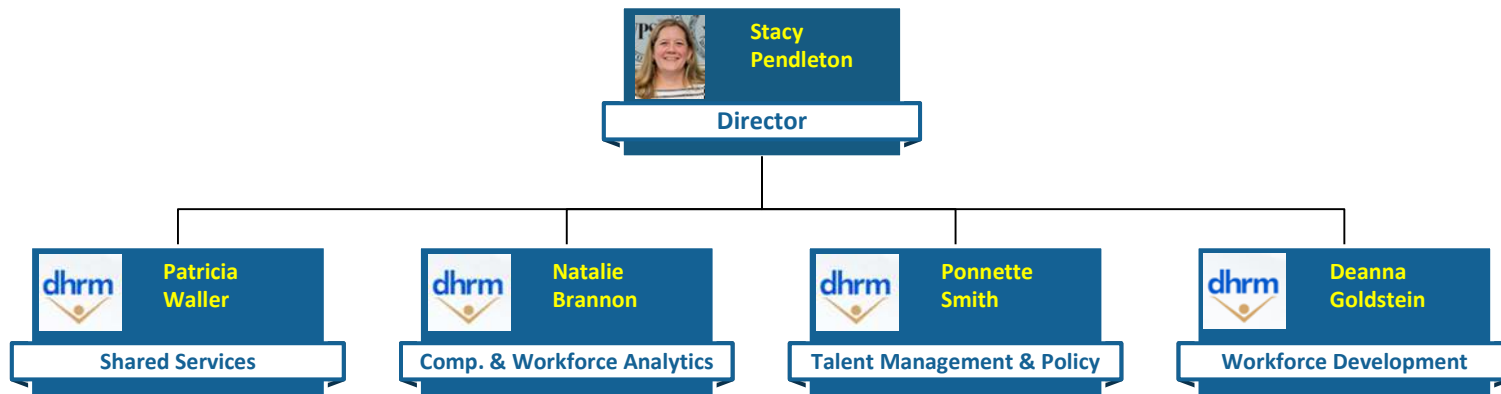 Stacy
Pendleton
Director
dhrm
Patricia
Waller
Shared Services
dhrm
Natalie
Brannon
Comp. & Workforce Analytics
dhrm
Ponnette
Smith
Talent Management & Policy
dhrm
Deanna
Goldstein
Workforce Development